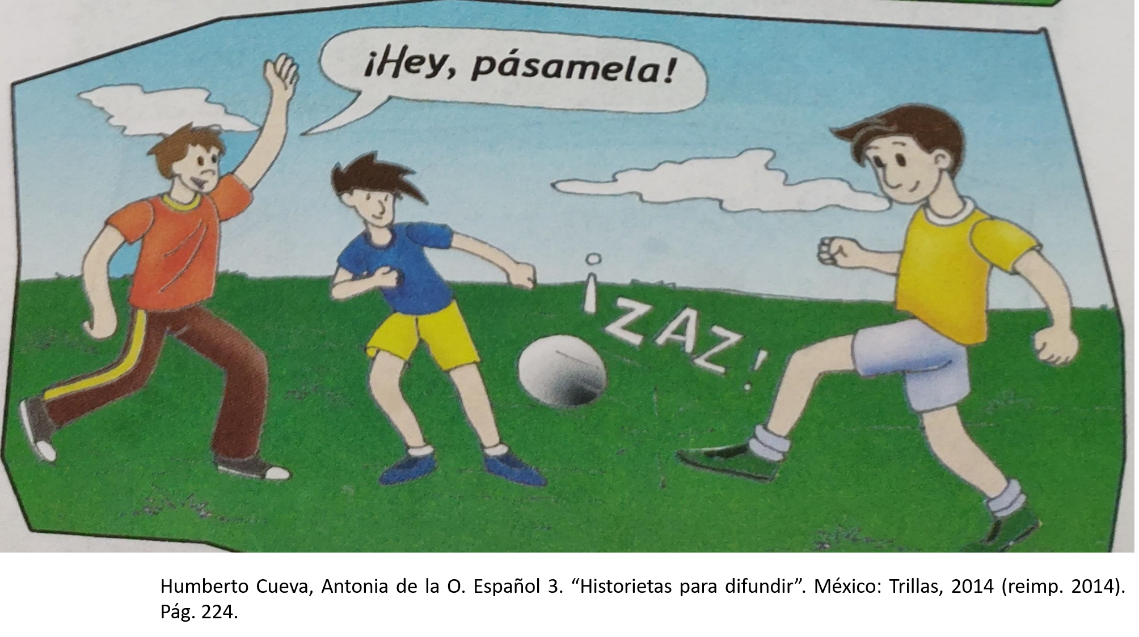 ¡Hey, pásamela!
¡ZAZ!
Humberto Cueva, Antonia de la O. Español 3. “Historietas para difundir”. México: Trillas, 2014 (reimp. 2014).
Pág. 224.